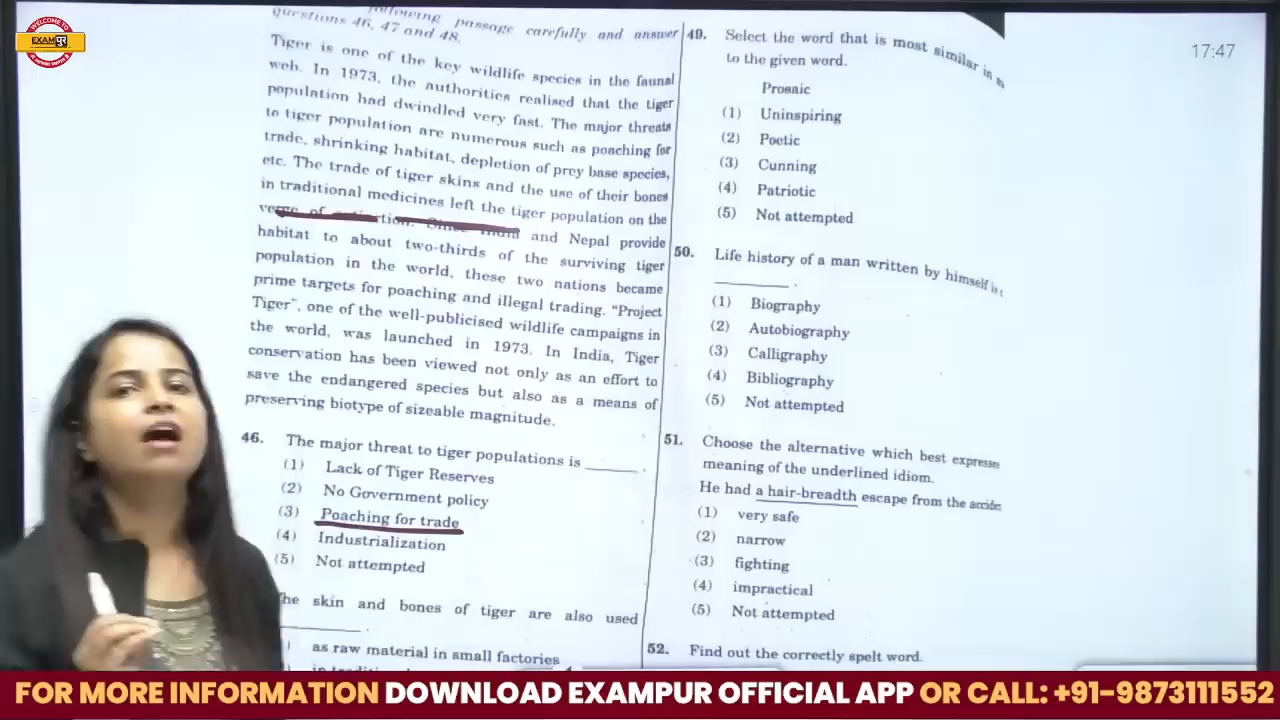 WELCOME TO
EXAMपुर
17:47
following passage carefully and answer
questions 46, 47 and 48.
Tiger is one of the key wildlife species in the faunal
web. In 1973, the authorities realised that the tiger
population had dwindled very fast. The major threats
to tiger population are numerous such as poaching for
trade, shrinking habitat, depletion of prey base species,
etc. The trade of tiger skins and the use of their bones
in traditional medicines left the tiger population on the
verge of extinction. Since India and Nepal provide
habitat to about two-thirds of the surviving tiger
population in the world, these two nations became
prime targets for poaching and illegal trading. “Project
Tiger”, one of the well-publicised wildlife campaigns in
the world, was launched in 1973. In India, Tiger
conservation has been viewed not only as an effort to
save the endangered species but also as a means of
preserving biotype of sizeable magnitude.
46. The major threat to tiger populations is ______ .
(1) Lack of Tiger Reserves
(2) No Government policy
(3) Poaching for trade
(4) Industrialization
(5) Not attempted
The skin and bones of tiger are also used
______ .
) as raw material in small factories
49. Select the word that is most similar in
to the given word.
Prosaic
(1) Uninspiring
(2) Poetic
(3) Cunning
(4) Patriotic
(5) Not attempted
50. Life history of a man written by himself is
______ .
(1) Biography
(2) Autobiography
(3) Calligraphy
(4) Bibliography
(5) Not attempted
51. Choose the alternative which best expresses
meaning of the underlined idiom.
He had a hair-breadth escape from the
(1) very safe
(2) narrow
(3) fighting
(4) impractical
(5) Not attempted
52. Find out the correctly spelt word.
FOR MORE INFORMATION DOWNLOAD EXAMPUR OFFICIAL APP OR CALL: +91-9873111552